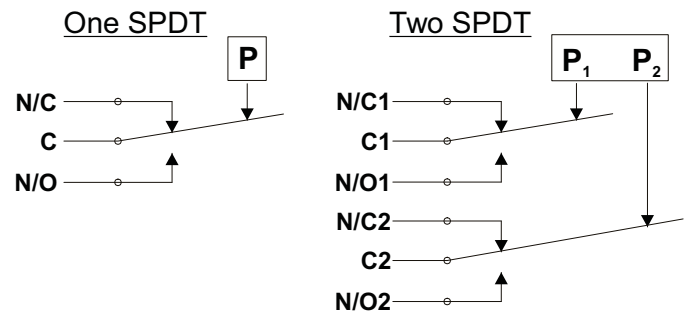 One SPDT
P
N/C
C
N/O
Two SPDT
P1 P2
N/C1
C1
N/O1
N/C2
C2
N/O2